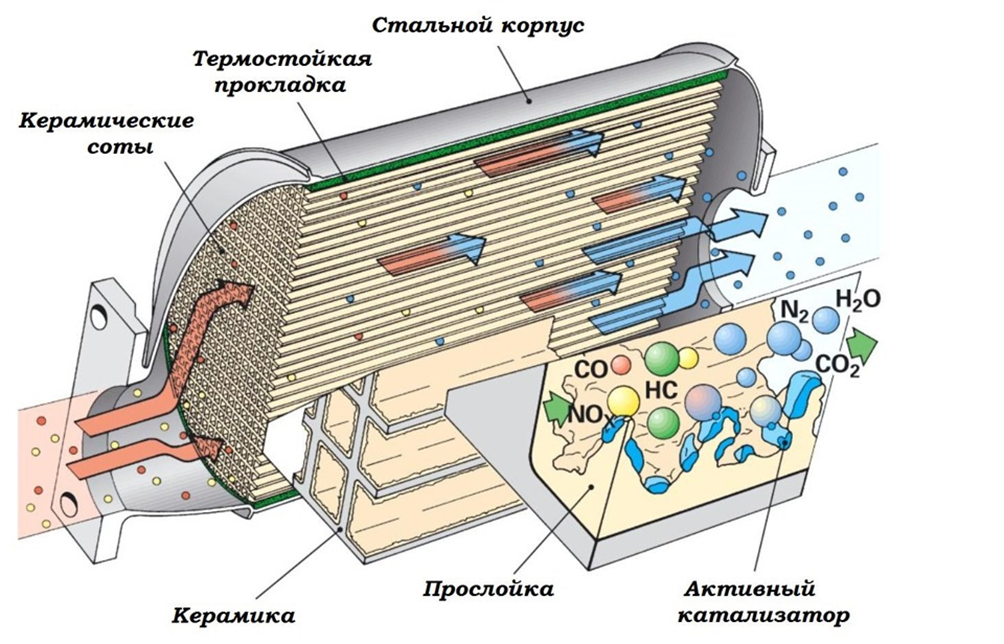 Стальной корпус
Термостойкая
прокладка
Керамические
соты
N₂
H₂O
CO
HC
CO₂
NOx
Прослойка
Активный
катализатор
Керамика